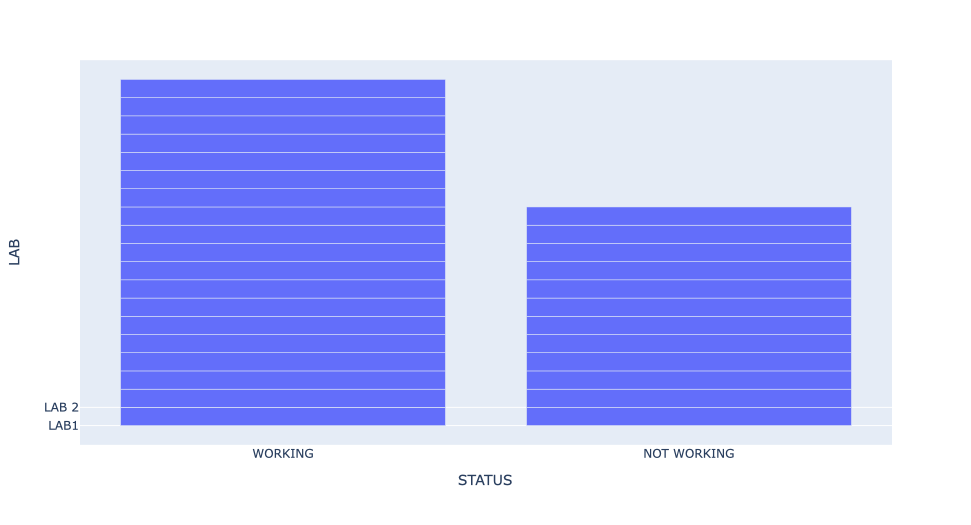 LAB
LAB 2
LAB1
WORKING
NOT WORKING
STATUS